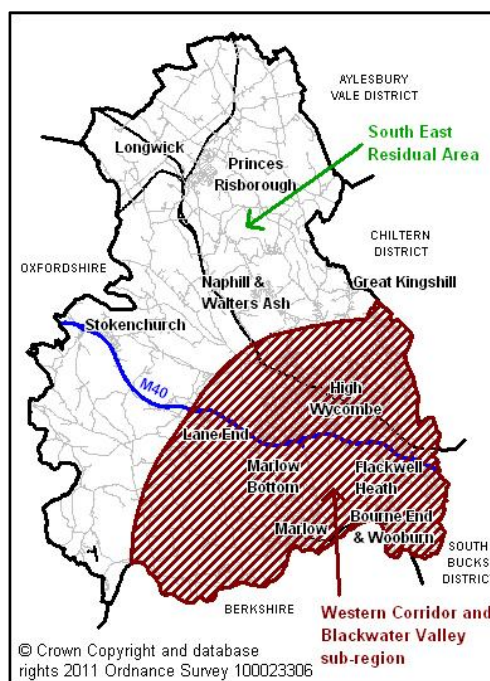 AYLESBURY
VALE DISTRICT
South East
Residual Area
Longwick
Princes
Risborough
CHILTERN
DISTRICT
OXFORDSHIRE
Naphill &
Walters Ash
Great Kingshill
Stokenchurch
M40
High
Wycombe
Lane End
Marlow
Bottom
Flackwell
Heath
Marlow
Bourne End
& Wooburn
SOUTH
BUCKS
DISTRICT
BERKSHIRE
Western Corridor and
Blackwater Valley
sub-region
© Crown Copyright and database
rights 2011 Ordnance Survey 100023306